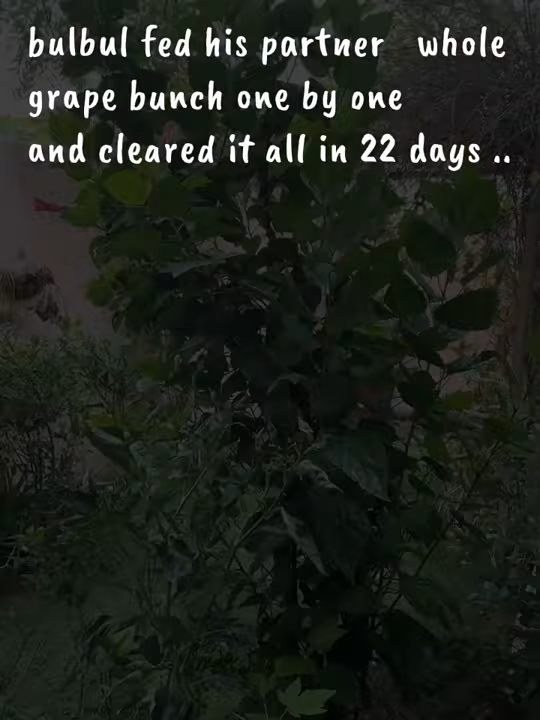 bulbul fed his partner whole
grape bunch one by one
and cleared it all in 22 days ..